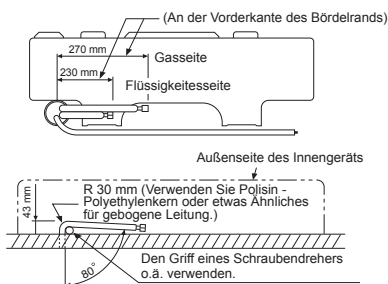 (An der Vorderkante des Bördelrands)
270 mm
Gasseite
230 mm
Flüssigkeitsseite
Außenseite des Innengeräts
43 mm
R 30 mm (Verwenden Sie Polisin -
Polyethylenkern oder etwas Ähnliches
für gebogene Leitung.)
80°
Den Griff eines Schraubendrehers
o.ä. verwenden.